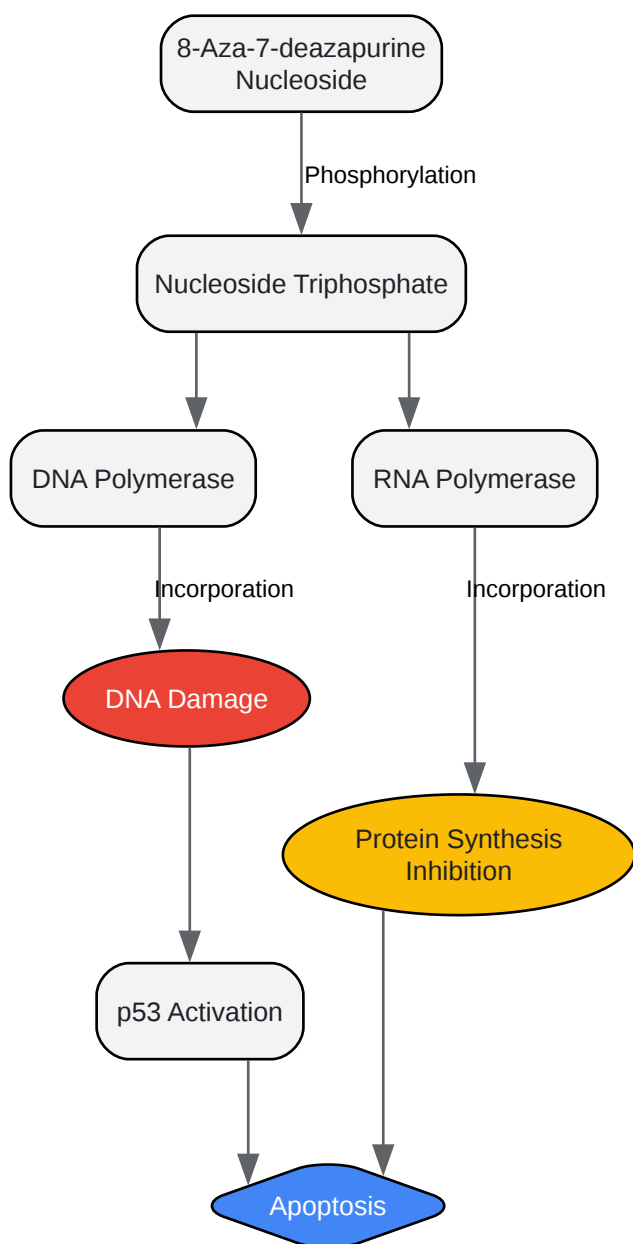 8-Aza-7-deazapurine
Nucleoside
Phosphorylation
Nucleoside Triphosphate
DNA Polymerase
RNA Polymerase
Incorporation
Incorporation
DNA Damage
Protein Synthesis
Inhibition
p53 Activation
Apoptosis